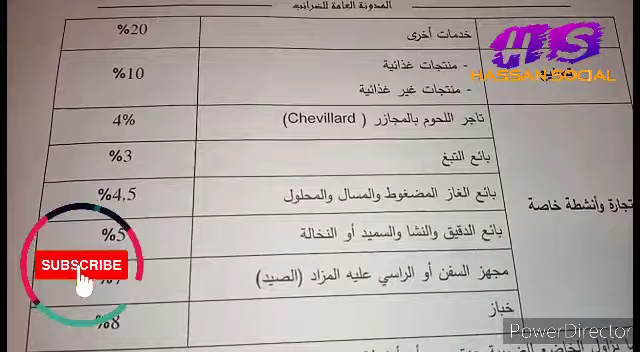 المدونة العامة للضرائب
خدمات أخرى %20
- منتجات غذائية
- منتجات غير غذائية
%10
تاجر اللحوم بالمجازر ( Chevillard) 4%
بائع التبغ %3
تجارة وأنشطة خاصة
بائع الغاز المضغوط والمسال والمحلول %4,5
بائع الدقيق والنشا والسميد أو النخالة %5
مجهز السفن أو الراسي عليه المزاد (الصيد)
خباز %8
HS
HASSAN SOCIAL
SUBSCRIBE
PowerDirector